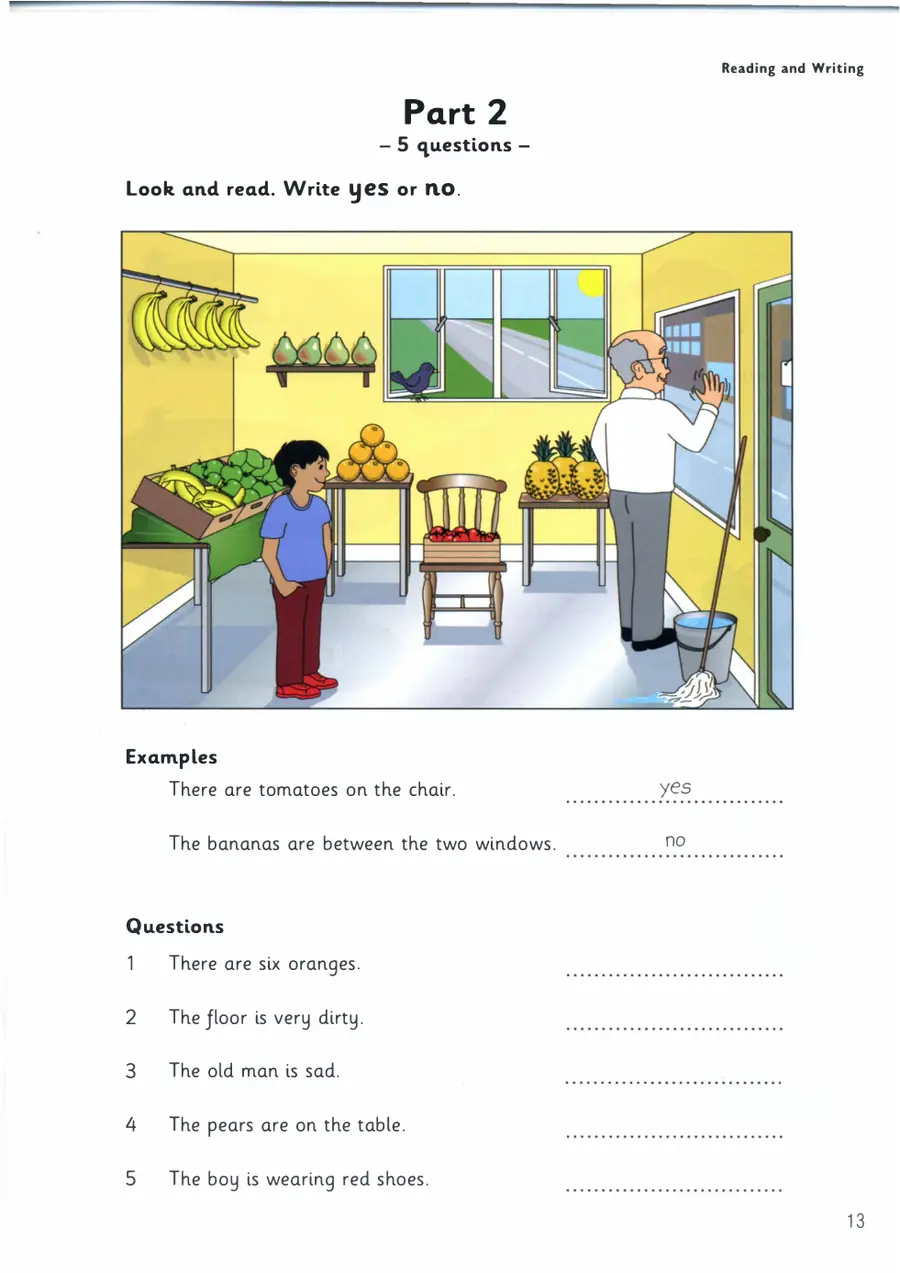 Reading and Writing
Part 2
– 5 questions –
Look and read. Write yes or no.
Examples
There are tomatoes on the chair. yes
The bananas are between the two windows. no
Questions
1 There are six oranges.
2 The floor is very dirty.
3 The old man is sad.
4 The pears are on the table.
5 The boy is wearing red shoes.
13